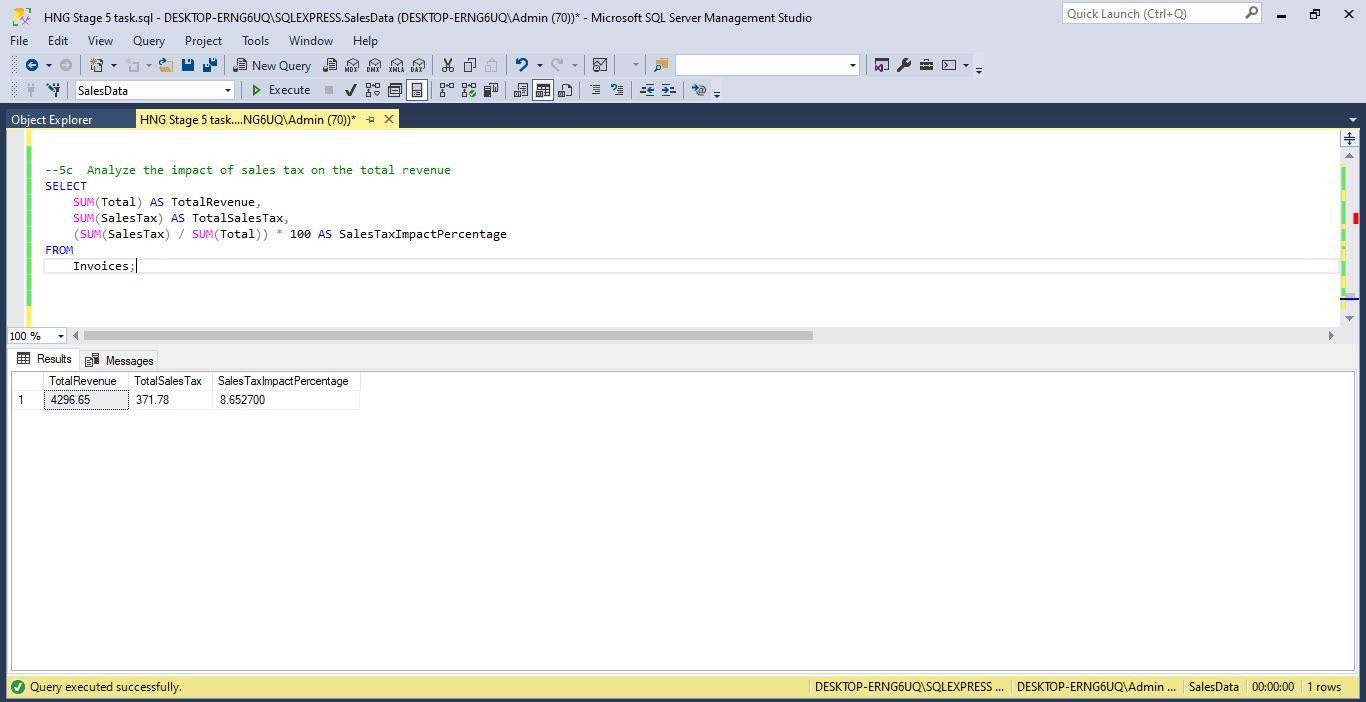 HNG Stage 5 task.sql - DESKTOP-ERNG6UQ\SQLEXPRESS.SalesData (DESKTOP-ERNG6UQ\Admin (70))* - Microsoft SQL Server Management Studio
Quick Launch (Ctrl+Q)
File Edit View Query Project Tools Window Help
New Query MDX DMX XMLA DAX
SalesData Execute
Object Explorer HNG Stage 5 task....NG6UQ\Admin (70))*
--5c  Analyze the impact of sales tax on the total revenue
SELECT
SUM(Total) AS TotalRevenue,
SUM(SalesTax) AS TotalSalesTax,
(SUM(SalesTax) / SUM(Total)) * 100 AS SalesTaxImpactPercentage
FROM
Invoices;
100 %
Results Messages
TotalRevenue TotalSalesTax SalesTaxImpactPercentage
1 4296.65 371.78 8.652700
Query executed successfully. DESKTOP-ERNG6UQ\SQLEXPRESS ... DESKTOP-ERNG6UQ\Admin ... SalesData 00:00:00 1 rows